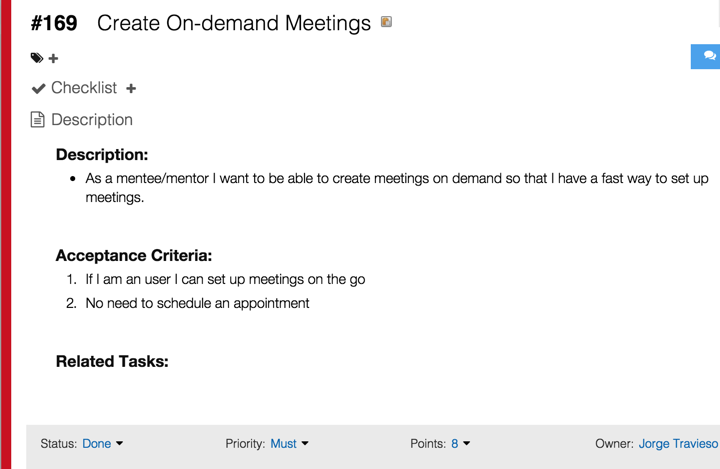 #169 Create On-demand Meetings
Checklist
Description
Description:
• As a mentee/mentor I want to be able to create meetings on demand so that I have a fast way to set up
meetings.
Acceptance Criteria:
1. If I am an user I can set up meetings on the go
2. No need to schedule an appointment
Related Tasks:
Status: Done Priority: Must Points: 8 Owner: Jorge Travieso